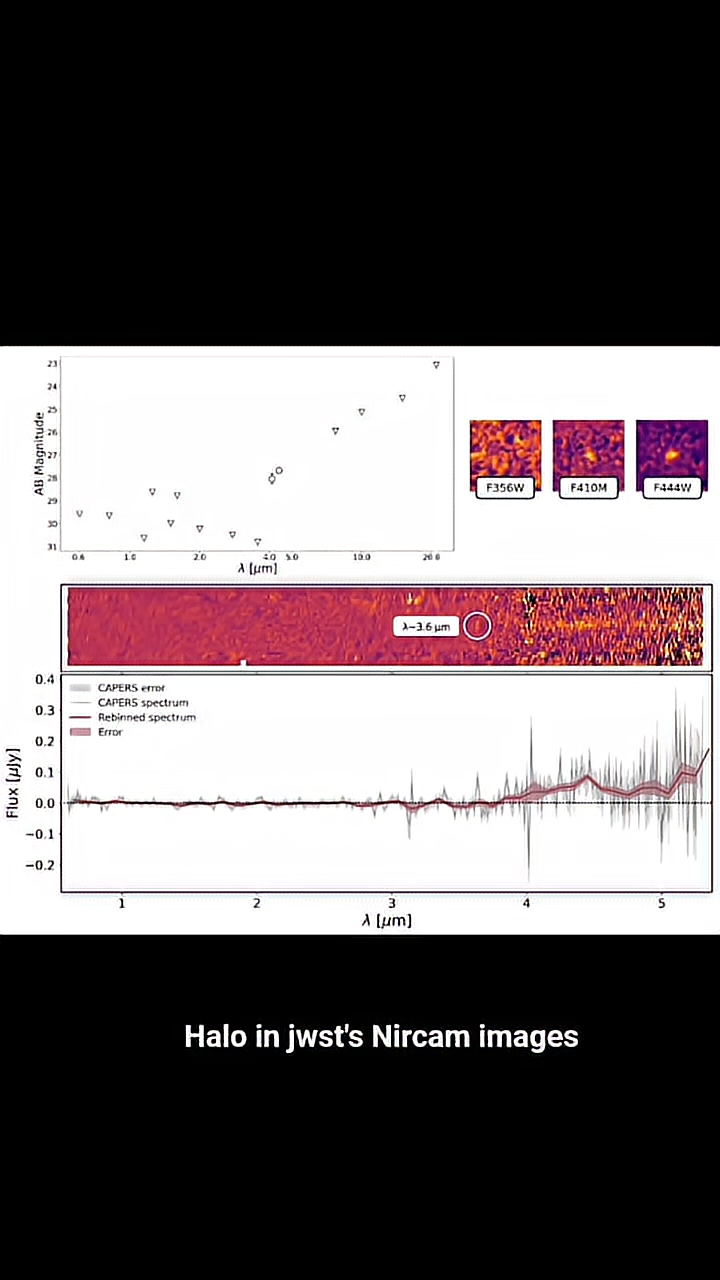 23
24
25
26
27
28
29
30
31
AB Magnitude
0.6 1.0 2.0 4.0 5.0 10.0 20.0
λ [μm]
F356W F410M F444W
λ~3.6 μm
0.4
0.3
0.2
0.1
0.0
−0.1
−0.2
Flux [μJy]
CAPERS error
CAPERS spectrum
Rebinned spectrum
Error
1 2 3 4 5
λ [μm]
Halo in jwst's Nircam images